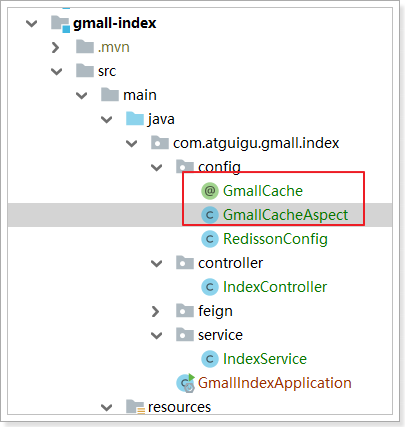 gmall-index
.mvn
src
main
java
com.atguigu.gmall.index
config
GmallCache
GmallCacheAspect
RedissonConfig
controller
IndexController
feign
service
IndexService
GmallIndexApplication
resources